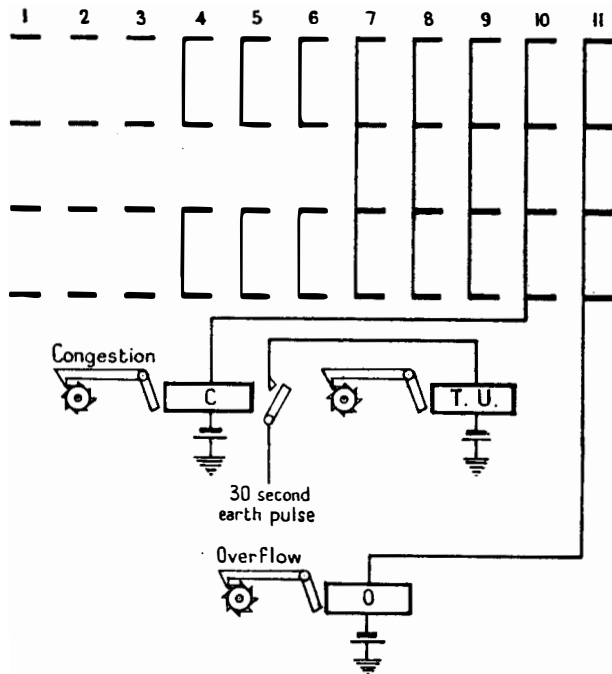 1 2 3 4 5 6 7 8 9 10 11
Congestion
C
T. U.
30 second
earth pulse
Overflow
O